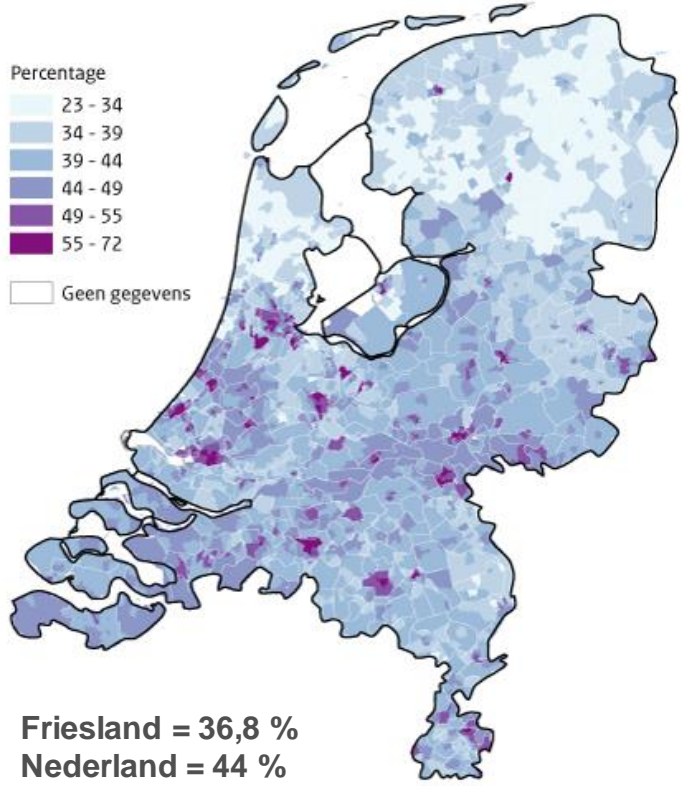 Percentage
23 - 34
34 - 39
39 - 44
44 - 49
49 - 55
55 - 72
Geen gegevens
Friesland = 36,8 %
Nederland = 44 %